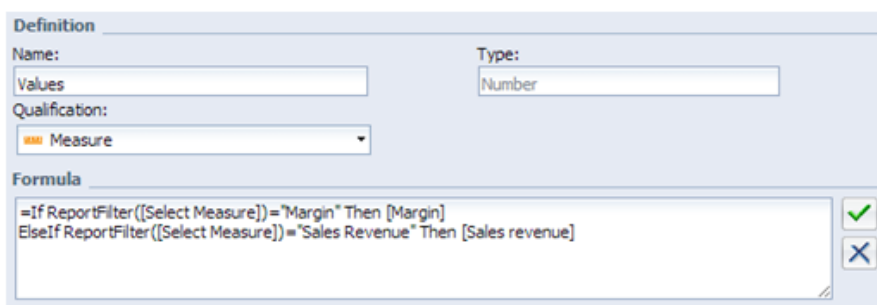 Definition
Name:
Type:
Values
Number
Qualification:
Measure
Formula
=If ReportFilter([Select Measure])="Margin" Then [Margin]
ElseIf ReportFilter([Select Measure])="Sales Revenue" Then [Sales revenue]